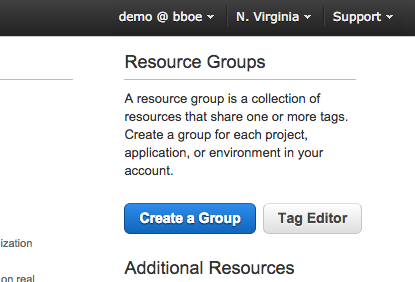 demo @ bboe N. Virginia Support
Resource Groups
A resource group is a collection of
resources that share one or more tags.
Create a group for each project,
application, or environment in your
account.
Create a Group Tag Editor
ization
Additional Resources
on real